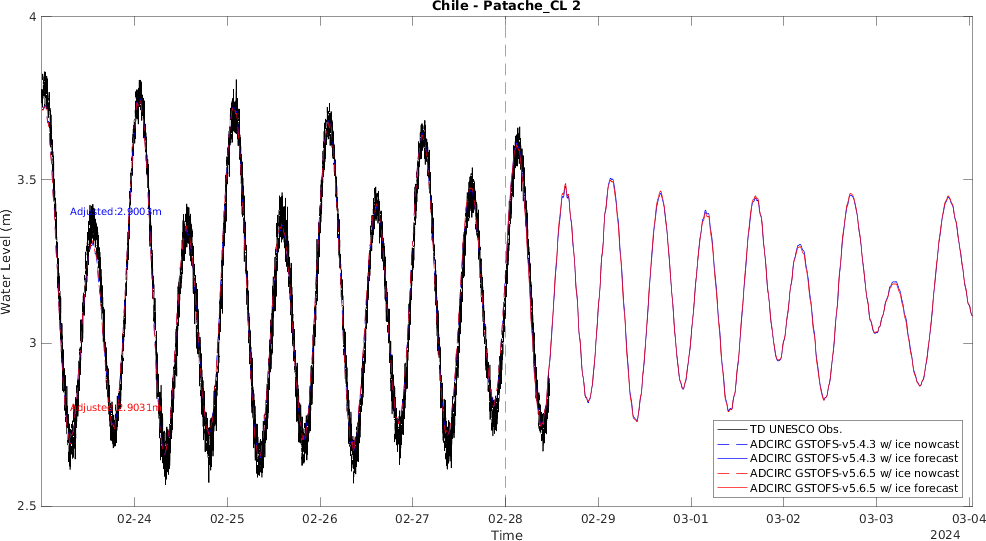 Chile - Patache_CL 2
Water Level (m)
4
3.5
3
2.5
Adjusted:2.9003m
Adjusted:2.9031m
TD UNESCO Obs.
ADCIRC GSTOFS-v5.4.3 w/ ice nowcast
ADCIRC GSTOFS-v5.4.3 w/ ice forecast
ADCIRC GSTOFS-v5.6.5 w/ ice nowcast
ADCIRC GSTOFS-v5.6.5 w/ ice forecast
02-24 02-25 02-26 02-27 02-28 02-29 03-01 03-02 03-03 03-04
Time
2024